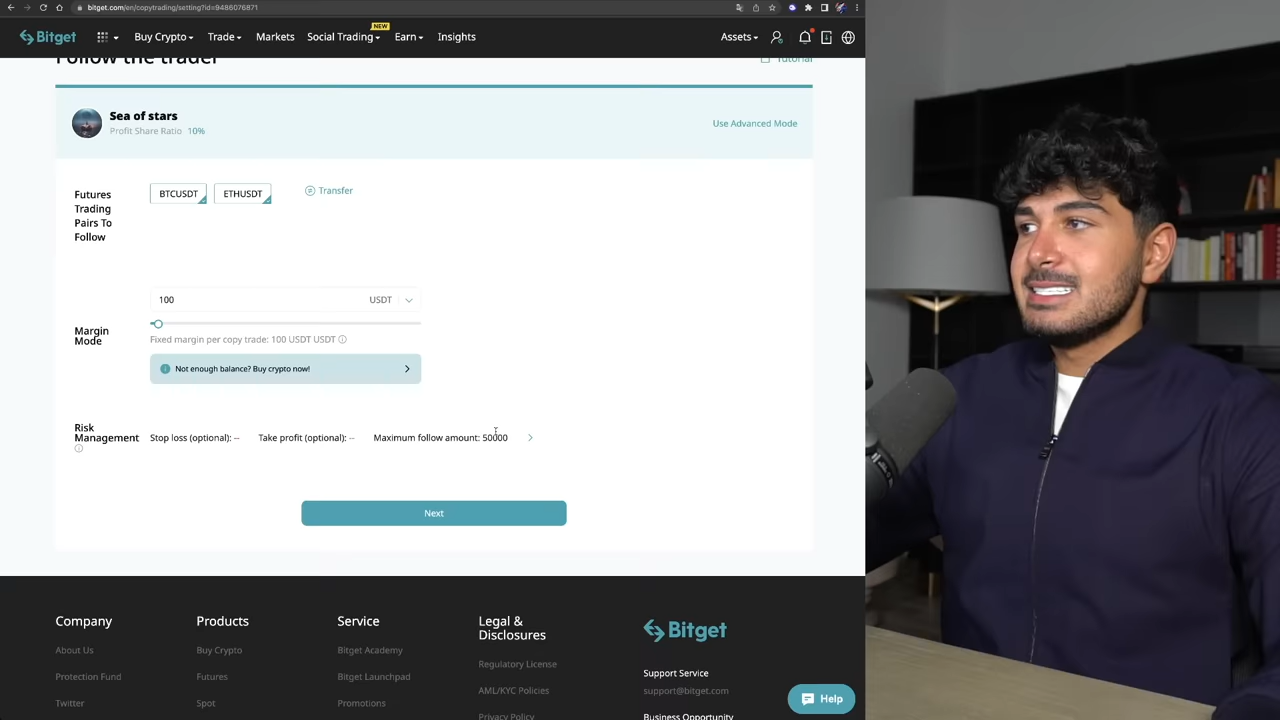 bitget.com/en/copytrading/setting?id=9486076871
Bitget
Buy Crypto
Trade
Markets
Social Trading
NEW
Earn
Insights
Assets
Follow the trader
Tutorial
Sea of stars
Profit Share Ratio 10%
Use Advanced Mode
Futures
Trading
Pairs To
Follow
BTCUSDT
ETHUSDT
Transfer
100
USDT
Margin
Mode
Fixed margin per copy trade: 100 USDT USDT
Not enough balance? Buy crypto now!
Risk
Management
Stop loss (optional): --
Take profit (optional): --
Maximum follow amount: 50000
Next
Company
Products
Service
Legal &
Disclosures
Bitget
About Us
Buy Crypto
Bitget Academy
Regulatory License
Support Service
Protection Fund
Futures
Bitget Launchpad
AML/KYC Policies
support@bitget.com
Twitter
Spot
Promotions
Privacy Policy
Business Opportunity
Help